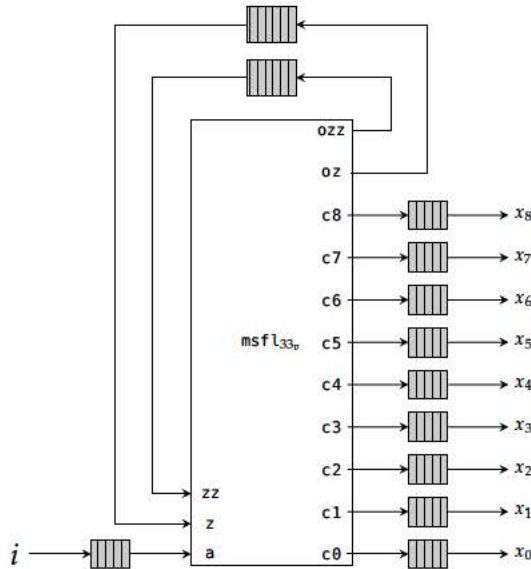 ozz
oz
c8 x₈
c7 x₇
c6 x₆
msfl₃₃ᵥ c5 x₅
c4 x₄
c3 x₃
c2 x₂
zz
c1 x₁
z
i a c0 x₀